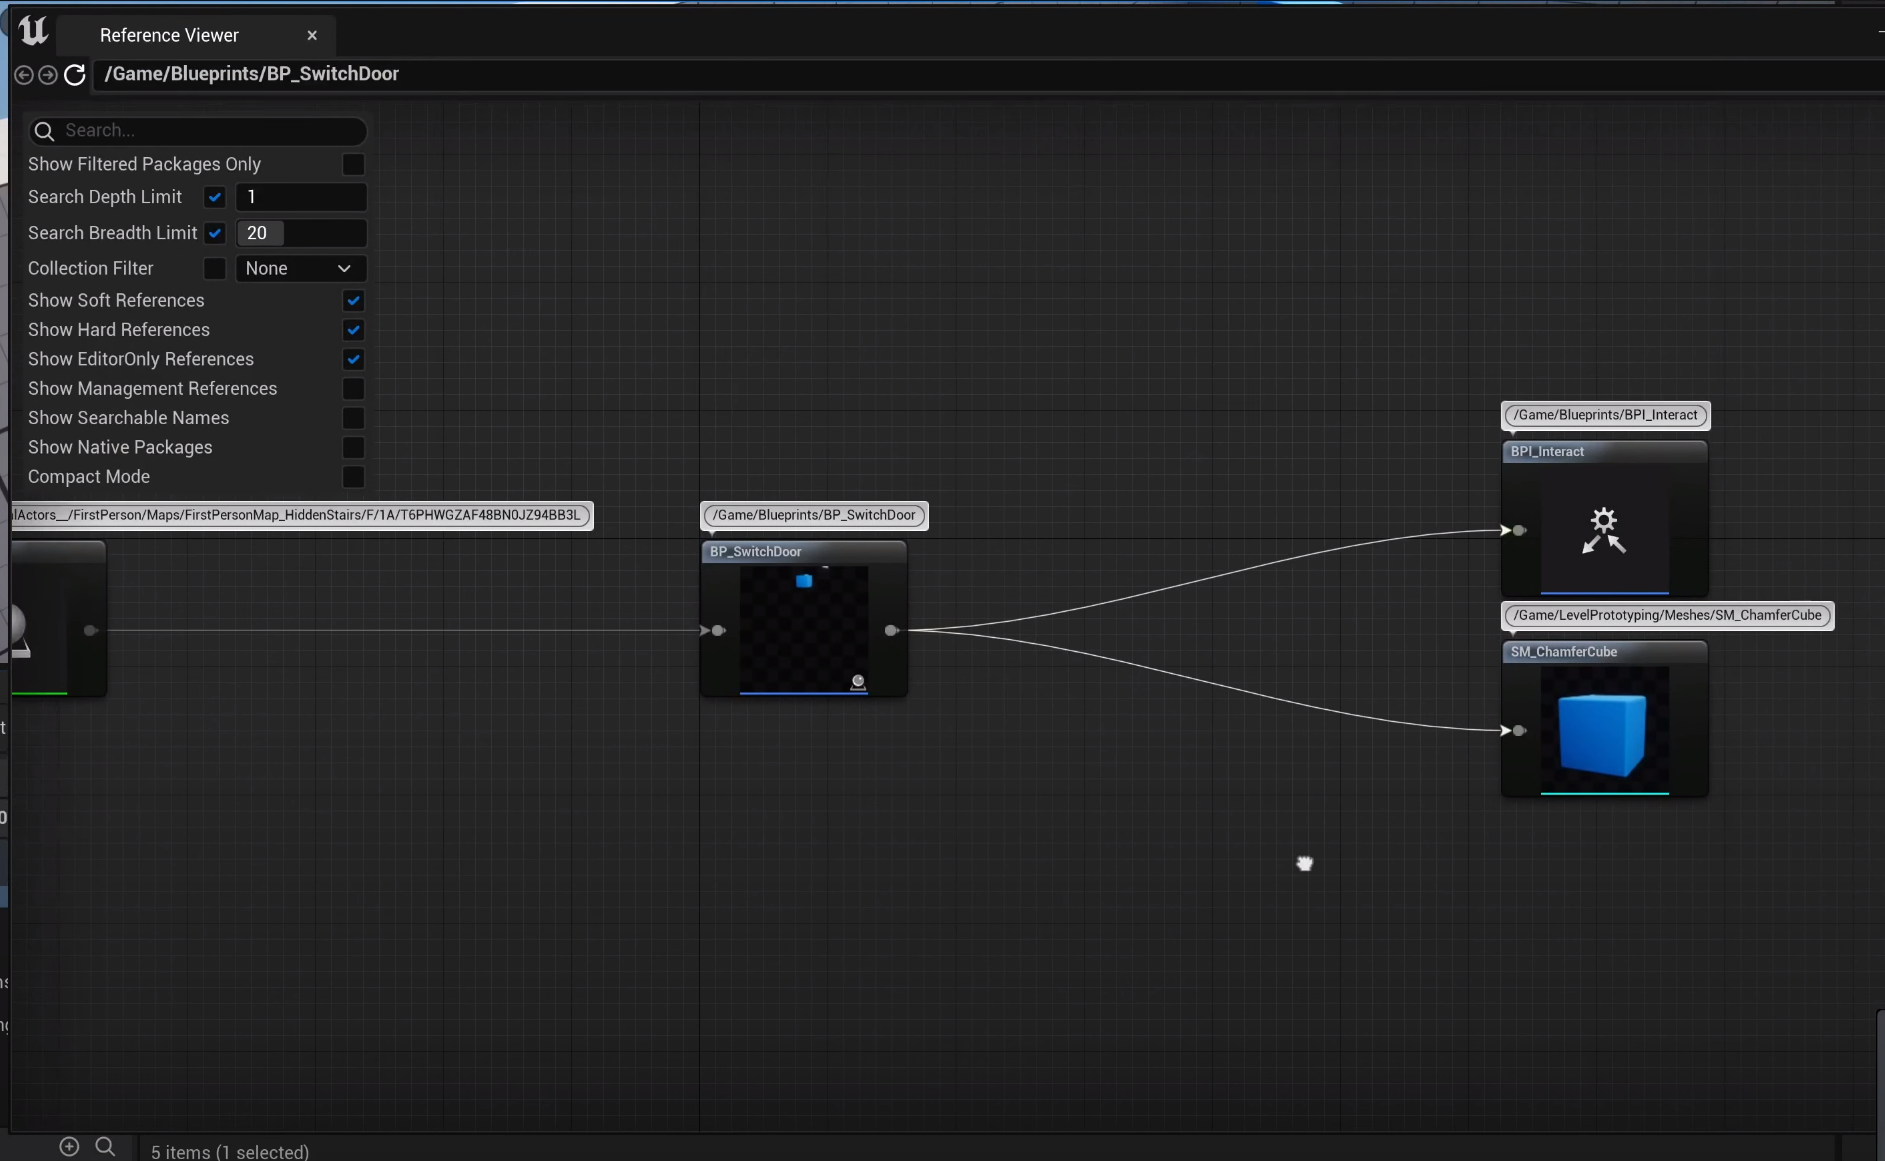 Reference Viewer
/Game/Blueprints/BP_SwitchDoor
Search...
Show Filtered Packages Only
Search Depth Limit 1
Search Breadth Limit 20
Collection Filter None
Show Soft References
Show Hard References
Show EditorOnly References
Show Management References
Show Searchable Names
Show Native Packages
Compact Mode
/Game/Blueprints/BPI_Interact
BPI_Interact
lActors__/FirstPerson/Maps/FirstPersonMap_HiddenStairs/F/1A/T6PHWGZAF48BN0JZ94BB3L
/Game/Blueprints/BP_SwitchDoor
BP_SwitchDoor
/Game/LevelPrototyping/Meshes/SM_ChamferCube
SM_ChamferCube
5 items (1 selected)